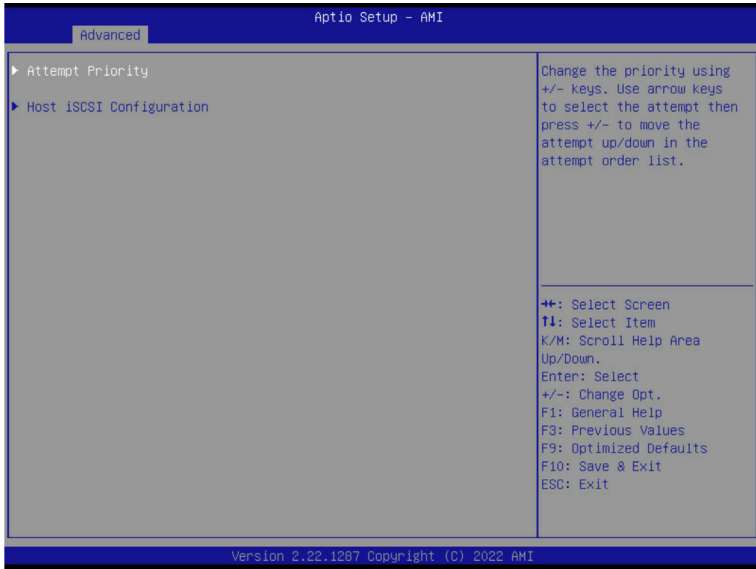 Aptio Setup – AMI
Advanced
▶ Attempt Priority
▶ Host iSCSI Configuration
Change the priority using
+/- keys. Use arrow keys
to select the attempt then
press +/- to move the
attempt up/down in the
attempt order list.
→←: Select Screen
↑↓: Select Item
K/M: Scroll Help Area
Up/Down.
Enter: Select
+/-: Change Opt.
F1: General Help
F3: Previous Values
F9: Optimized Defaults
F10: Save & Exit
ESC: Exit
Version 2.22.1287 Copyright (C) 2022 AMI